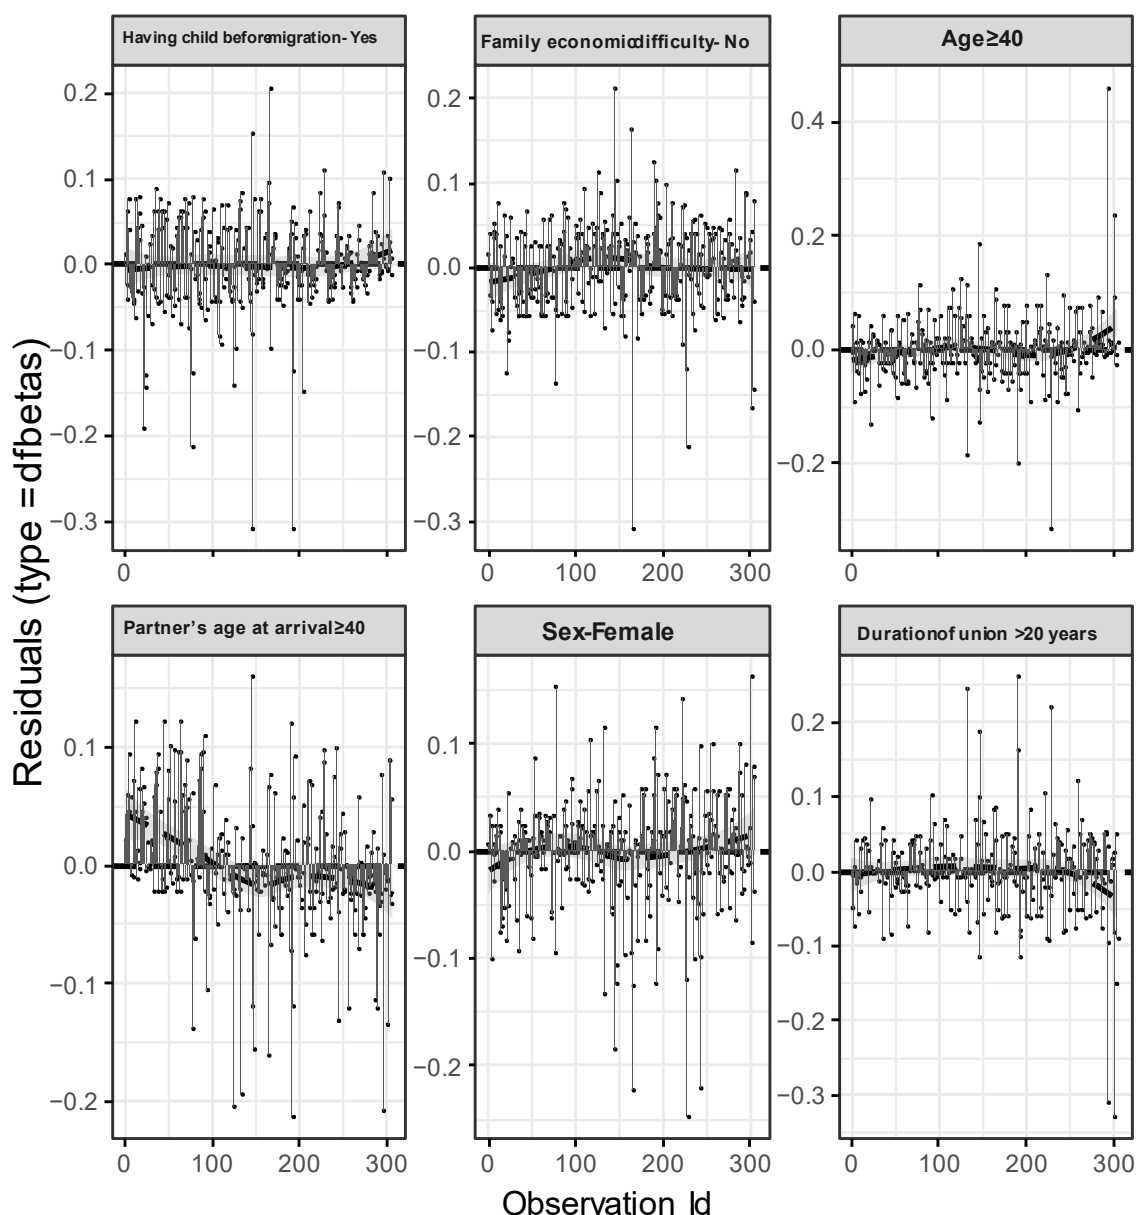 Having child beforemigration- Yes
Family economicdifficulty- No
Age≥40
0.2
0.1
0.0
−0.1
−0.2
−0.3
0
0.2
0.1
0.0
−0.1
−0.2
−0.3
0 100 200 300
0.4
0.2
0.0
−0.2
0
Residuals (type =dfbetas)
Partner's age at arrival≥40
Sex-Female
Durationof union >20 years
0.1
0.0
−0.1
−0.2
0 100 200 300
0.1
0.0
−0.1
−0.2
0 100 200 300
0.2
0.1
0.0
−0.1
−0.2
−0.3
0 100 200 300
Observation Id